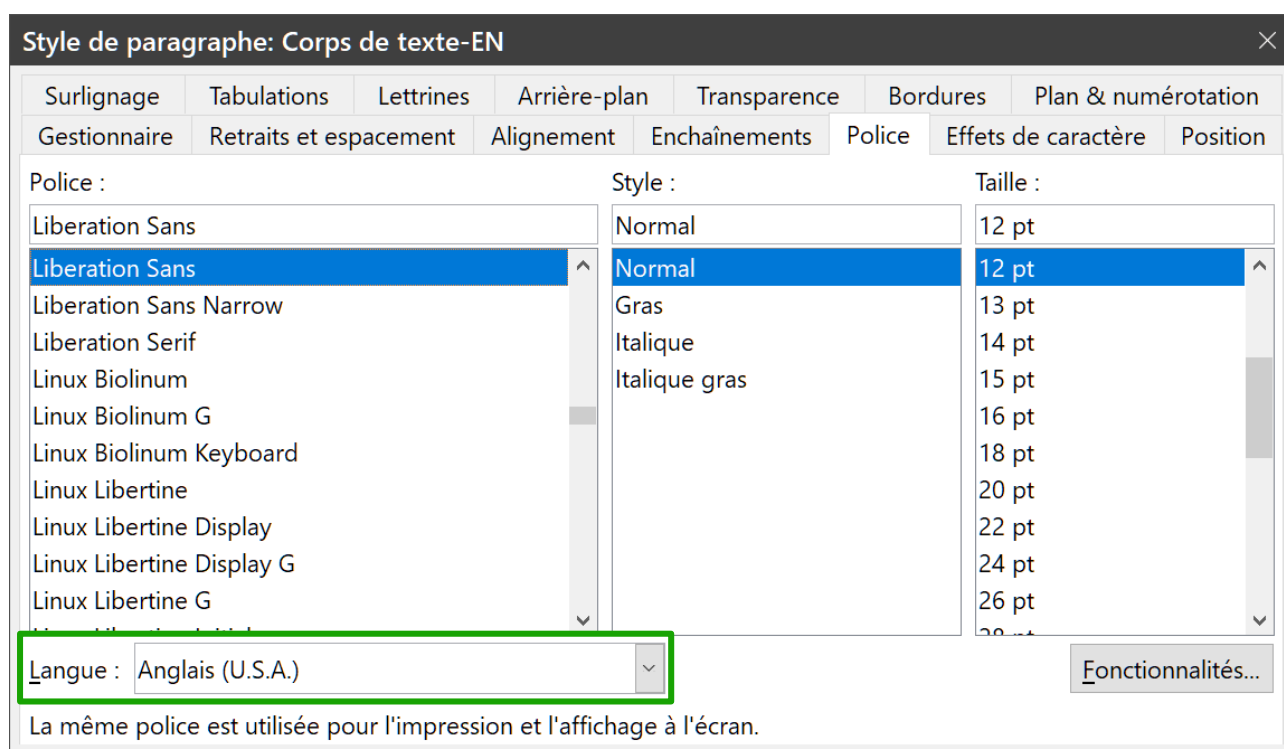 Style de paragraphe: Corps de texte-EN
Surlignage Tabulations Lettrines Arrière-plan Transparence Bordures Plan & numérotation
Gestionnaire Retraits et espacement Alignement Enchaînements Police Effets de caractère Position
Police : Style : Taille :
Liberation Sans Normal 12 pt
Liberation Sans Normal 12 pt
Liberation Sans Narrow Gras 13 pt
Liberation Serif Italique 14 pt
Linux Biolinum Italique gras 15 pt
Linux Biolinum G 16 pt
Linux Biolinum Keyboard 18 pt
Linux Libertine 20 pt
Linux Libertine Display 22 pt
Linux Libertine Display G 24 pt
Linux Libertine G 26 pt
Langue : Anglais (U.S.A.) Fonctionnalités...
La même police est utilisée pour l'impression et l'affichage à l'écran.